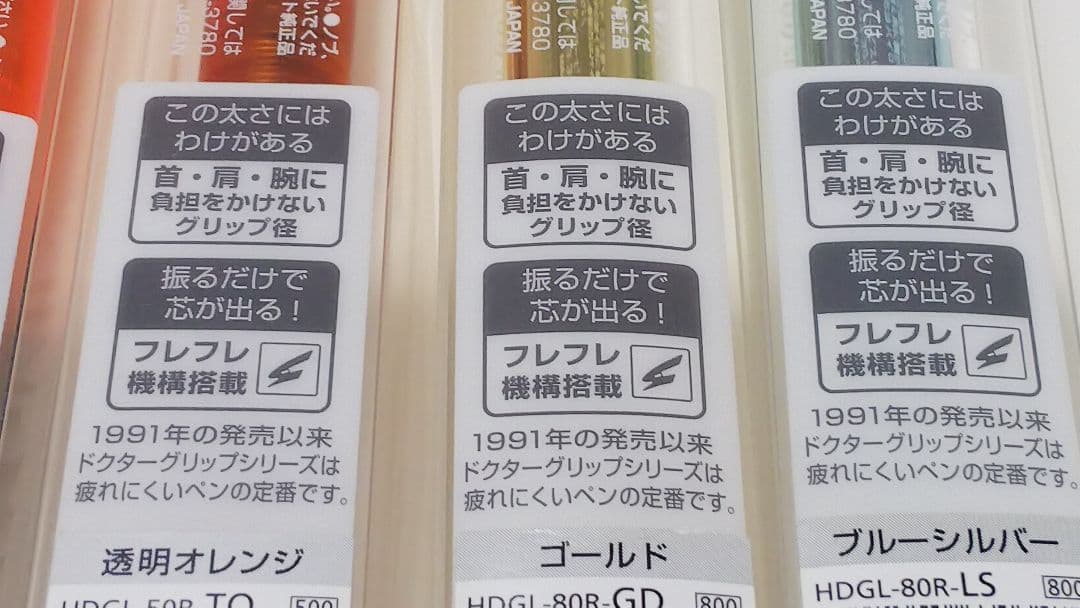 3780
JAPAN
この太さには
わけがある
首・肩・腕に
負担をかけない
グリップ径
振るだけで
芯が出る！
フレフレ
機構搭載
1991年の発売以来
ドクターグリップシリーズは
疲れにくいペンの定番です。
透明オレンジ
HDGL-50R-TO 500
3780
JAPAN
この太さには
わけがある
首・肩・腕に
負担をかけない
グリップ径
振るだけで
芯が出る！
フレフレ
機構搭載
1991年の発売以来
ドクターグリップシリーズは
疲れにくいペンの定番です。
ゴールド
HDGL-80R-GD 800
3780
JAPAN
この太さには
わけがある
首・肩・腕に
負担をかけない
グリップ径
振るだけで
芯が出る！
フレフレ
機構搭載
1991年の発売以来
ドクターグリップシリーズは
疲れにくいペンの定番です。
ブルーシルバー
HDGL-80R-LS 800